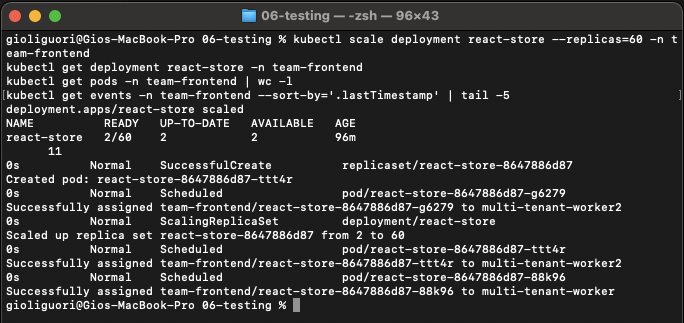 06-testing — -zsh — 96×43
gioliguori@Gios-MacBook-Pro 06-testing % kubectl scale deployment react-store --replicas=60 -n t
eam-frontend
kubectl get deployment react-store -n team-frontend
kubectl get pods -n team-frontend | wc -l
[kubectl get events -n team-frontend --sort-by='.lastTimestamp' | tail -5 ]
deployment.apps/react-store scaled
NAME READY UP-TO-DATE AVAILABLE AGE
react-store 2/60 2 2 96m
11
0s Normal SuccessfulCreate replicaset/react-store-8647886d87
Created pod: react-store-8647886d87-ttt4r
0s Normal Scheduled pod/react-store-8647886d87-g6279
Successfully assigned team-frontend/react-store-8647886d87-g6279 to multi-tenant-worker2
0s Normal ScalingReplicaSet deployment/react-store
Scaled up replica set react-store-8647886d87 from 2 to 60
0s Normal Scheduled pod/react-store-8647886d87-ttt4r
Successfully assigned team-frontend/react-store-8647886d87-ttt4r to multi-tenant-worker2
0s Normal Scheduled pod/react-store-8647886d87-88k96
Successfully assigned team-frontend/react-store-8647886d87-88k96 to multi-tenant-worker
gioliguori@Gios-MacBook-Pro 06-testing %